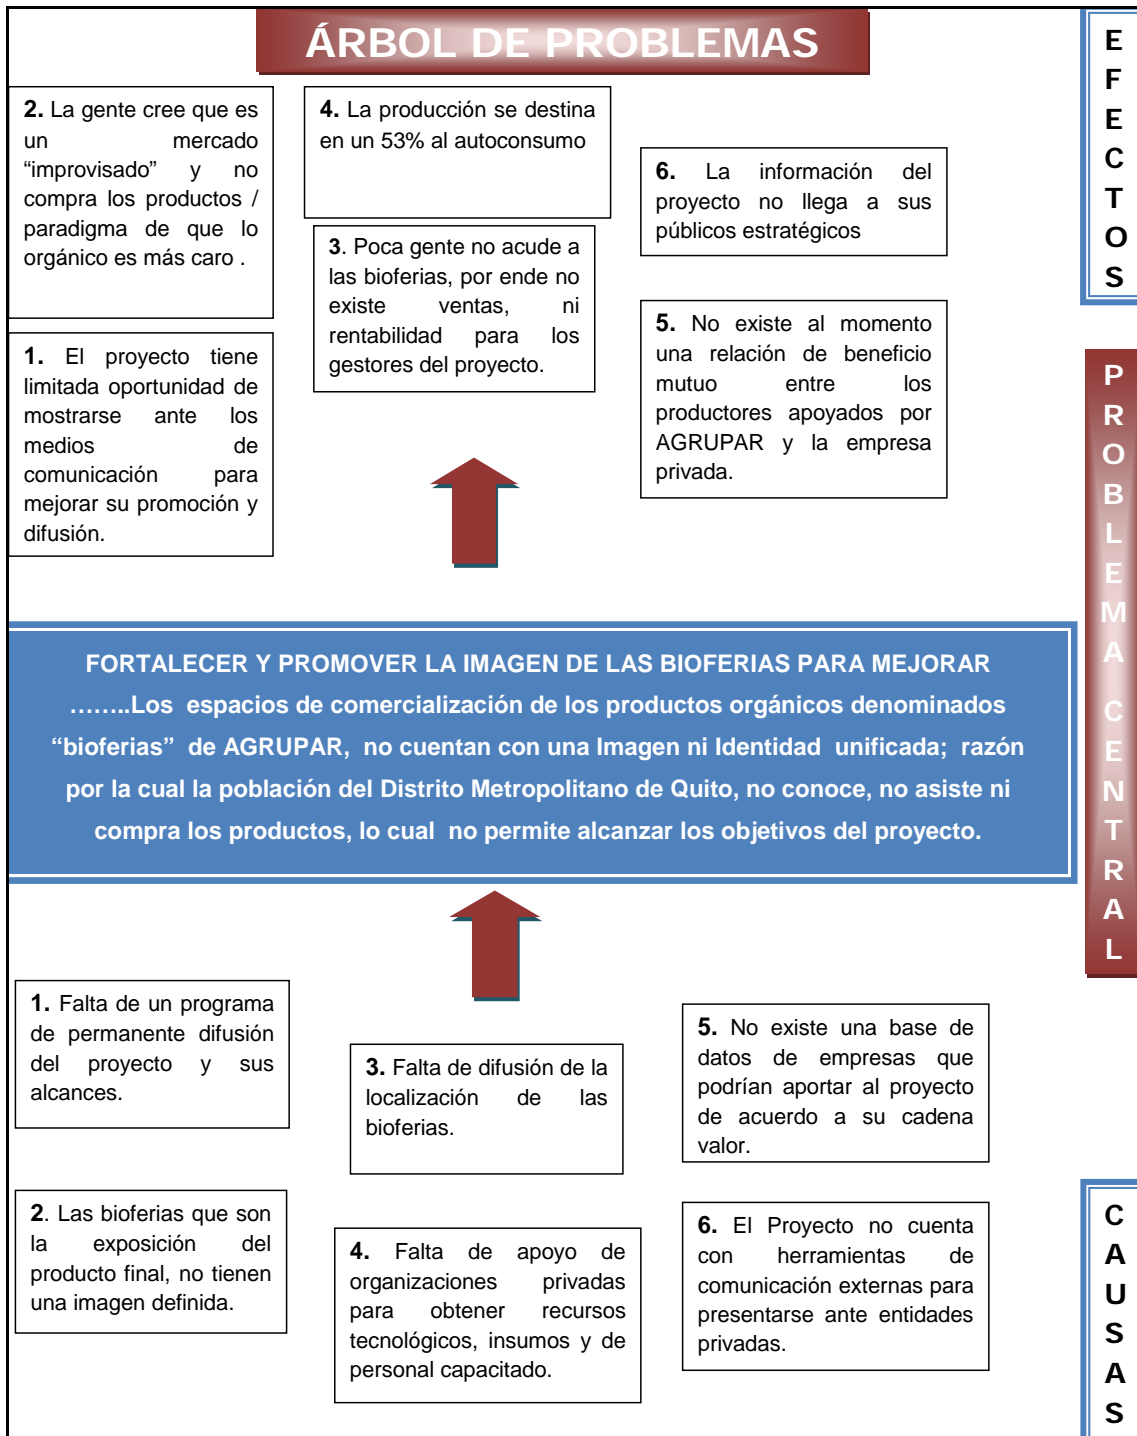 ÁRBOL DE PROBLEMAS
E
F
E
C
T
O
S
2. La gente cree que es
un mercado
“improvisado” y no
compra los productos /
paradigma de que lo
orgánico es más caro .
4. La producción se destina
en un 53% al autoconsumo
6. La información del
proyecto no llega a sus
públicos estratégicos
3. Poca gente no acude a
las bioferias, por ende no
existe ventas, ni
rentabilidad para los
gestores del proyecto.
1. El proyecto tiene
limitada oportunidad de
mostrarse ante los
medios de
comunicación para
mejorar su promoción y
difusión.
5. No existe al momento
una relación de beneficio
mutuo entre los
productores apoyados por
AGRUPAR y la empresa
privada.
P
R
O
B
L
E
M
A
C
E
N
T
R
A
L
FORTALECER Y PROMOVER LA IMAGEN DE LAS BIOFERIAS PARA MEJORAR
……..Los espacios de comercialización de los productos orgánicos denominados
“bioferias” de AGRUPAR, no cuentan con una Imagen ni Identidad unificada; razón
por la cual la población del Distrito Metropolitano de Quito, no conoce, no asiste ni
compra los productos, lo cual no permite alcanzar los objetivos del proyecto.
1. Falta de un programa
de permanente difusión
del proyecto y sus
alcances.
3. Falta de difusión de la
localización de las
bioferias.
5. No existe una base de
datos de empresas que
podrían aportar al proyecto
de acuerdo a su cadena
valor.
2. Las bioferias que son
la exposición del
producto final, no tienen
una imagen definida.
4. Falta de apoyo de
organizaciones privadas
para obtener recursos
tecnológicos, insumos y de
personal capacitado.
6. El Proyecto no cuenta
con herramientas de
comunicación externas para
presentarse ante entidades
privadas.
C
A
U
S
A
S